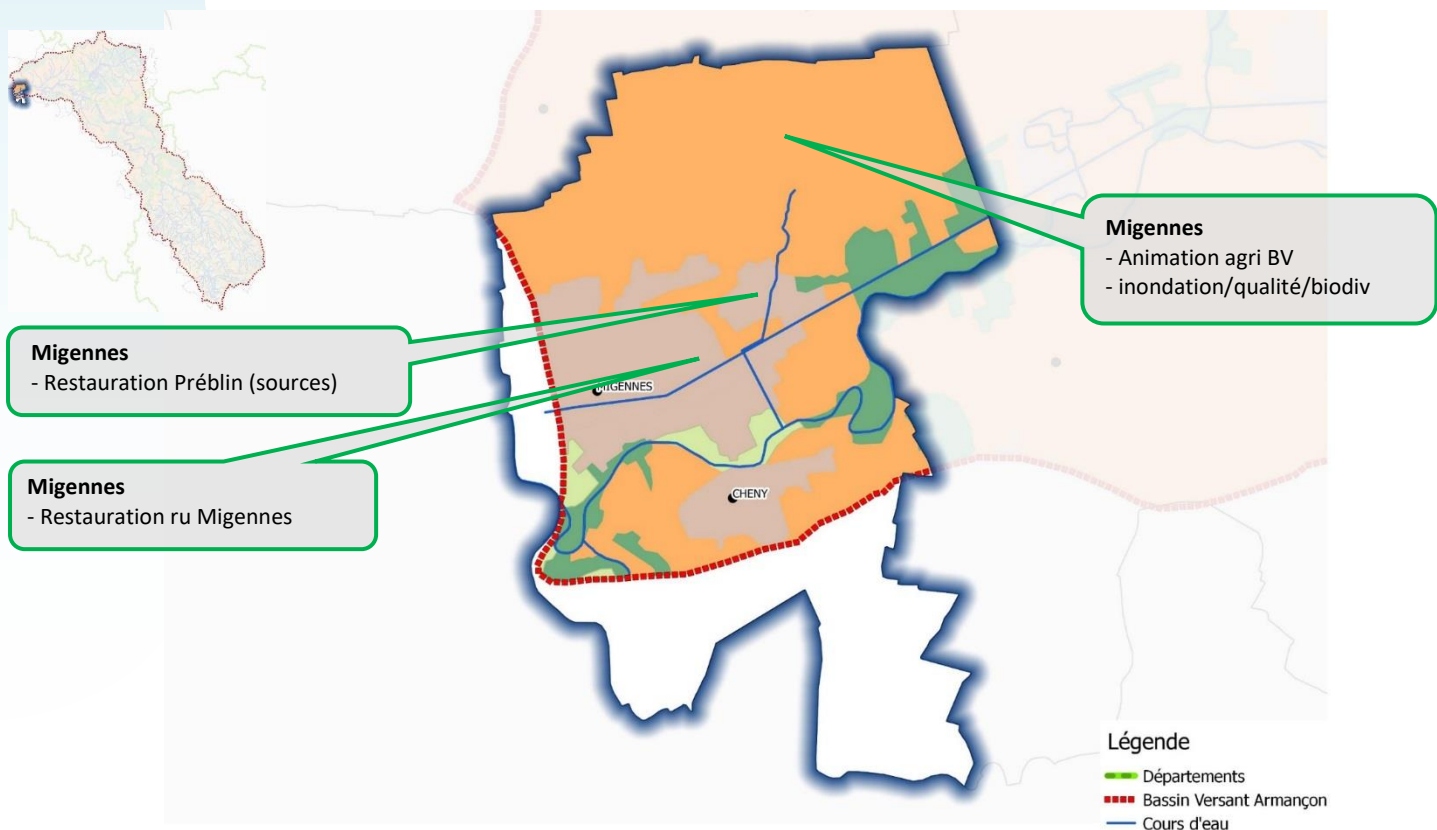 Migennes
- Animation agri BV
- inondation/qualité/biodiv
Migennes
- Restauration Préblin (sources)
MIGENNES
Migennes
- Restauration ru Migennes
CHENY
Légende
Départements
Bassin Versant Armançon
Cours d'eau